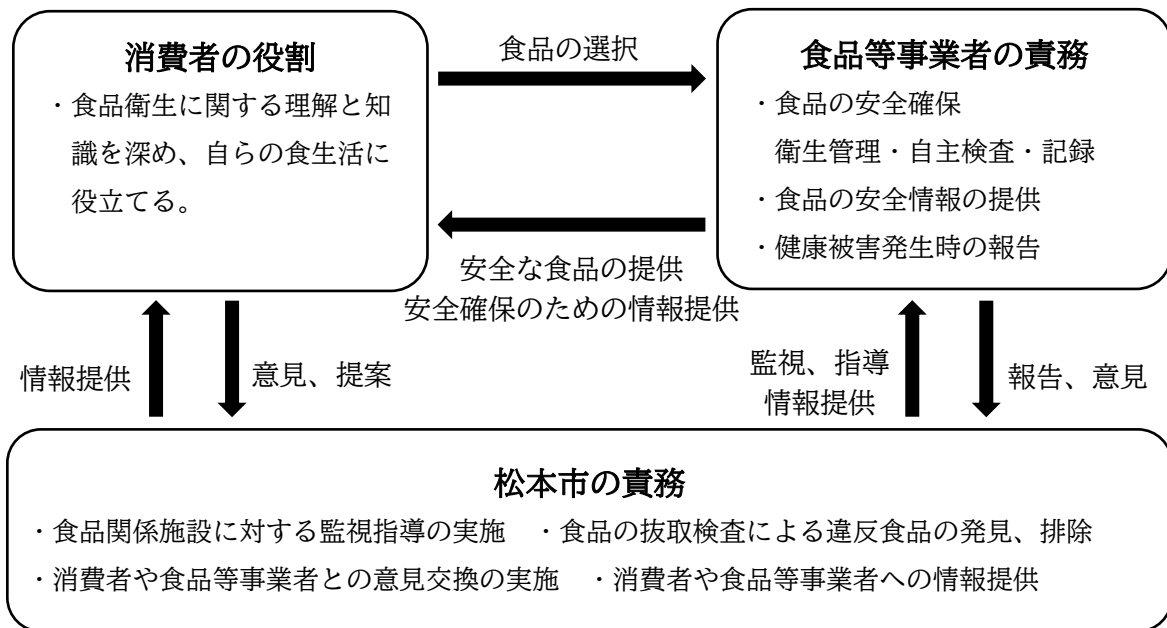 消費者の役割
・食品衛生に関する理解と知
識を深め、自らの食生活に
役立てる。
食品の選択
食品等事業者の責務
・食品の安全確保
衛生管理・自主検査・記録
・食品の安全情報の提供
・健康被害発生時の報告
安全な食品の提供
安全確保のための情報提供
情報提供
意見、提案
監視、指導
情報提供
報告、意見
松本市の責務
・食品関係施設に対する監視指導の実施　・食品の抜取検査による違反食品の発見、排除
・消費者や食品等事業者との意見交換の実施　・消費者や食品等事業者への情報提供